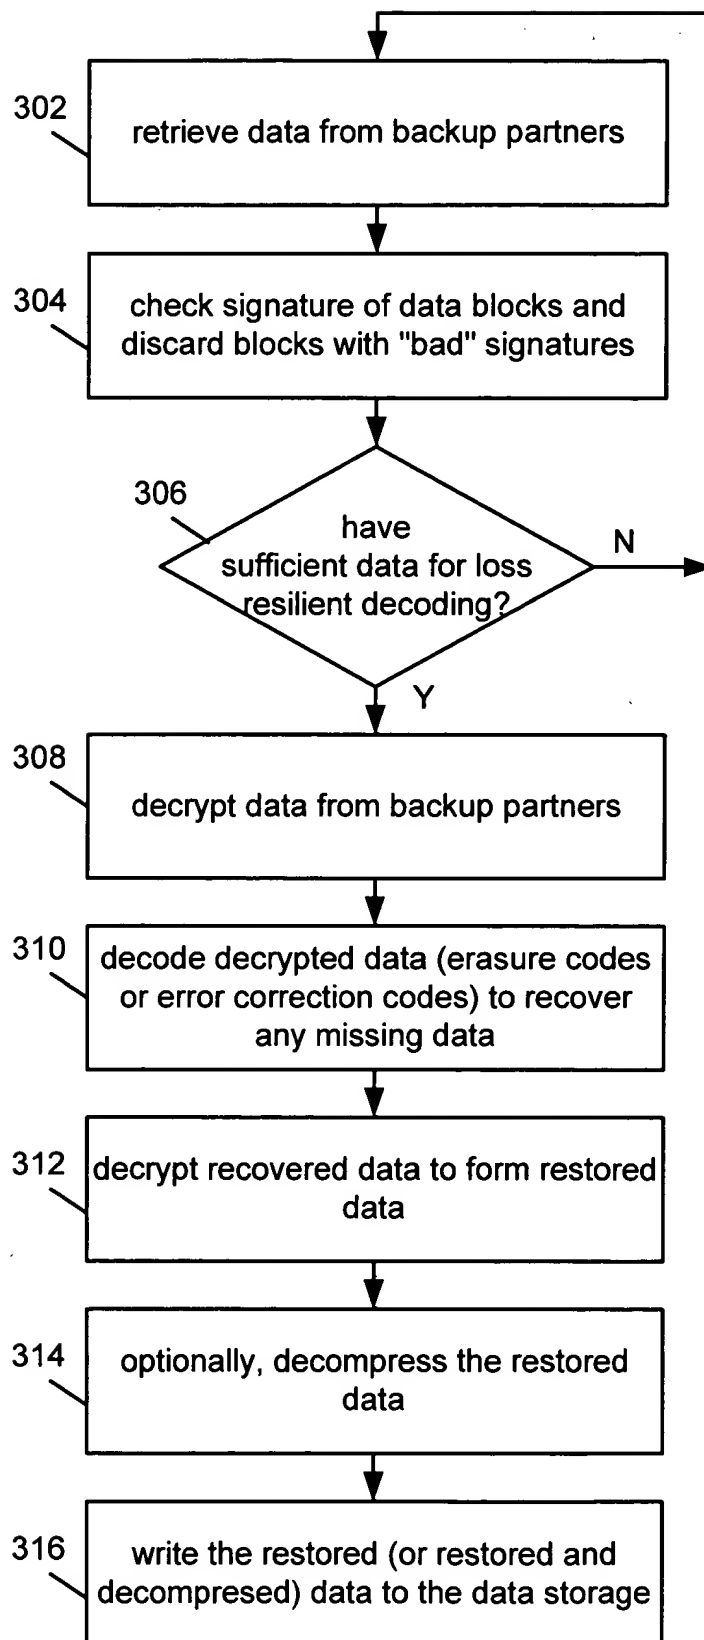 302
retrieve data from backup partners
304
check signature of data blocks and
discard blocks with "bad" signatures
306
have
sufficient data for loss
resilient decoding?
N
Y
308
decrypt data from backup partners
310
decode decrypted data (erasure codes
or error correction codes) to recover
any missing data
312
decrypt recovered data to form restored
data
314
optionally, decompress the restored
data
316
write the restored (or restored and
decompresed) data to the data storage